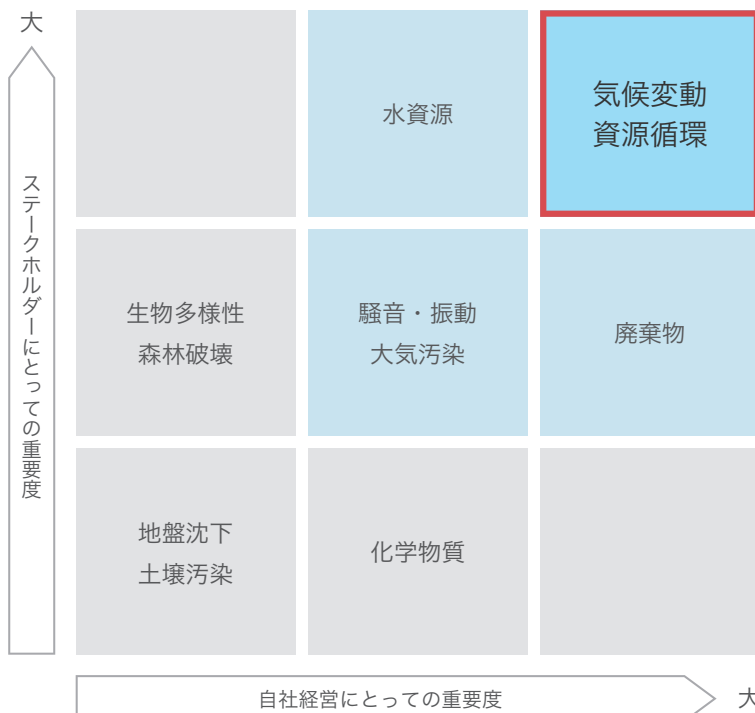 大
水資源
気候変動
資源循環
ステークホルダーにとっての重要度
生物多様性
森林破壊
騒音・振動
大気汚染
廃棄物
地盤沈下
土壌汚染
化学物質
自社経営にとっての重要度
大